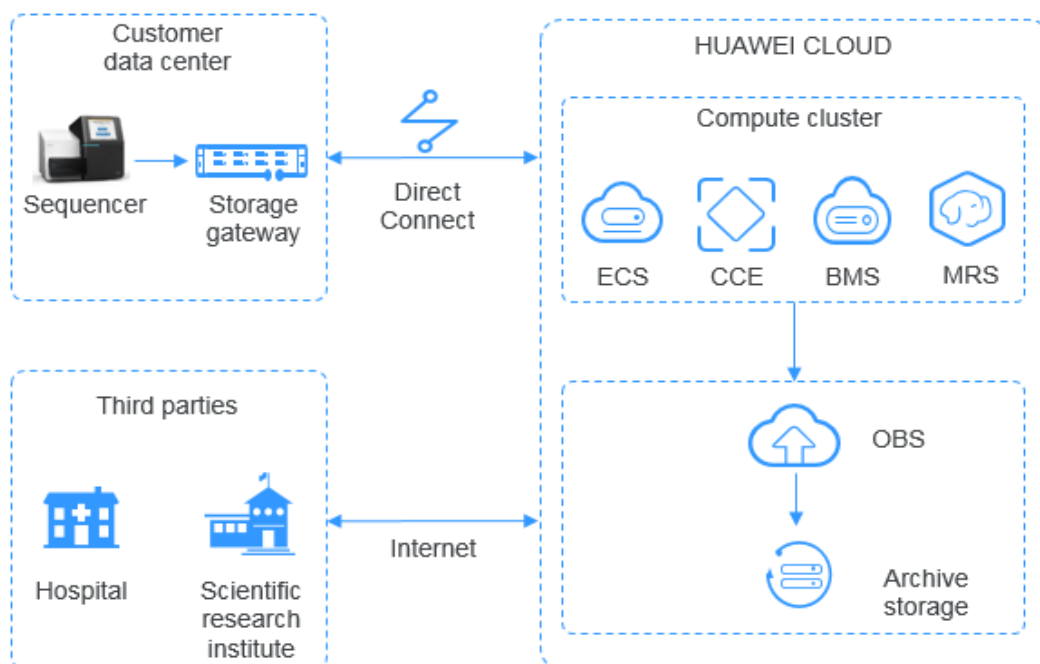 Customer
data center
Sequencer
Storage
gateway
Direct
Connect
HUAWEI CLOUD
Compute cluster
ECS
CCE
BMS
MRS
Third parties
Hospital
Scientific
research
institute
Internet
OBS
Archive
storage